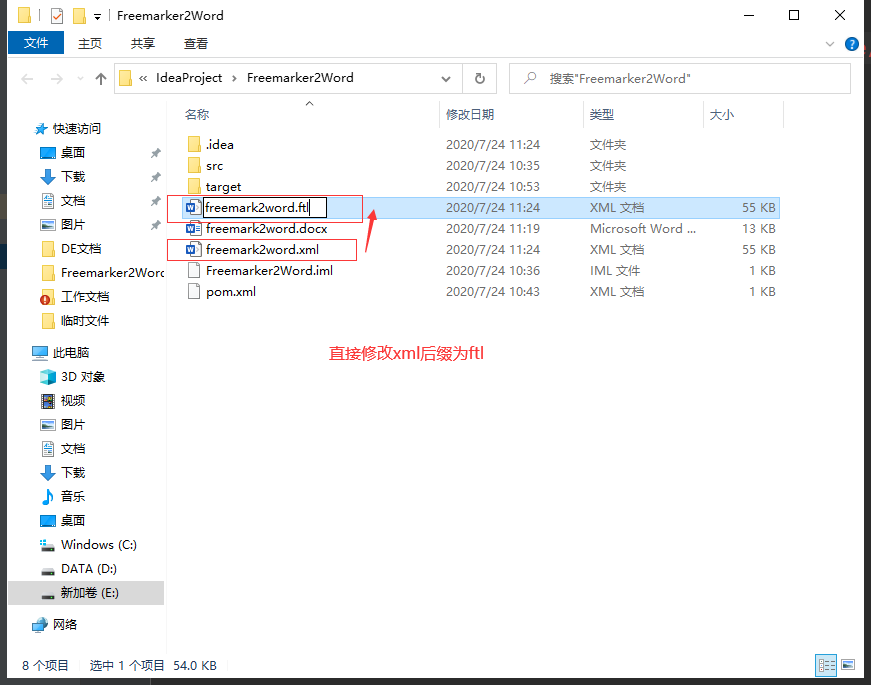 Freemarker2Word
文件 主页 共享 查看
« IdeaProject › Freemarker2Word
搜索"Freemarker2Word"
名称 修改日期 类型 大小
.idea 2020/7/24 11:24 文件夹
src 2020/7/24 10:35 文件夹
target 2020/7/24 10:53 文件夹
freemark2word.ftl 2020/7/24 11:24 XML 文档 55 KB
freemark2word.docx 2020/7/24 11:19 Microsoft Word ... 13 KB
freemark2word.xml 2020/7/24 11:24 XML 文档 55 KB
Freemarker2Word.iml 2020/7/24 10:36 IML 文件 1 KB
pom.xml 2020/7/24 10:43 XML 文档 1 KB
直接修改xml后缀为ftl
快速访问
桌面
下载
文档
图片
DE文档
Freemarker2Word
工作文档
临时文件
此电脑
3D 对象
视频
图片
文档
下载
音乐
桌面
Windows (C:)
DATA (D:)
新加卷 (E:)
网络
8 个项目 选中 1 个项目 54.0 KB